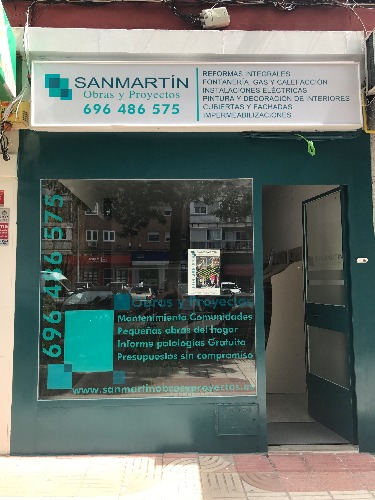 SANMARTÍN
Obras y Proyectos
696 486 575
REFORMAS INTEGRALES
FONTANERÍA, GAS Y CALEFACCIÓN
INSTALACIONES ELÉCTRICAS
PINTURA Y DECORACIÓN DE INTERIORES
CUBIERTAS Y FACHADAS
IMPERMEABILIZACIONES
696 486 575
Obras y Proyectos
Mantenimiento Comunidades
Pequeñas obras del hogar
Informe patologías Gratuito
Presupuestos sin compromiso
www.sanmartinobrasyproyectos.es